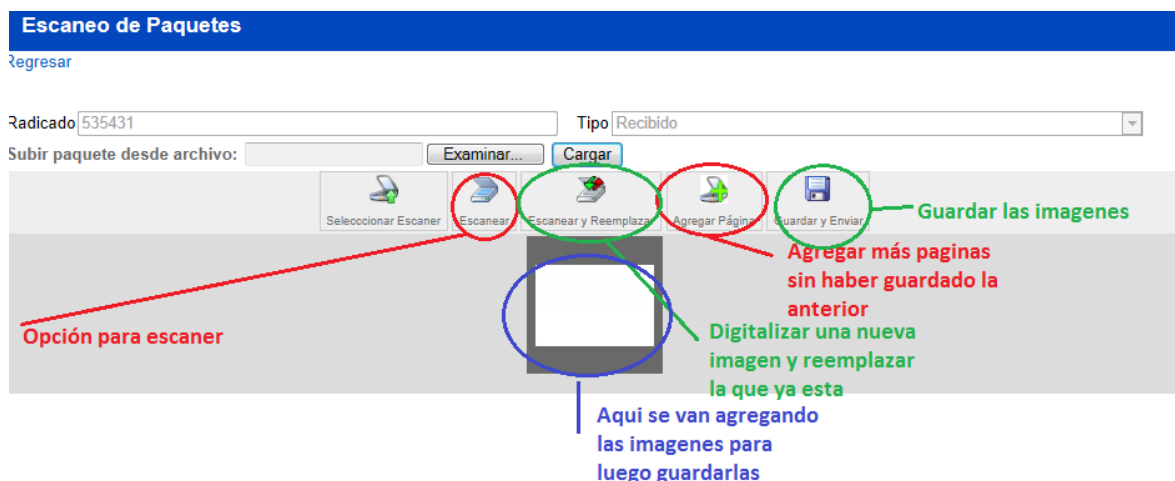 Escaneo de Paquetes
Regresar
Radicado 535431 Tipo Recibido
Subir paquete desde archivo: Examinar... Cargar
Selecccionar Escaner Escanear Escanear y Reemplazar Agregar Página Guardar y Enviar
Guardar las imagenes
Agregar más paginas
sin haber guardado la
anterior
Opción para escaner
Digitalizar una nueva
imagen y reemplazar
la que ya esta
Aqui se van agregando
las imagenes para
luego guardarlas